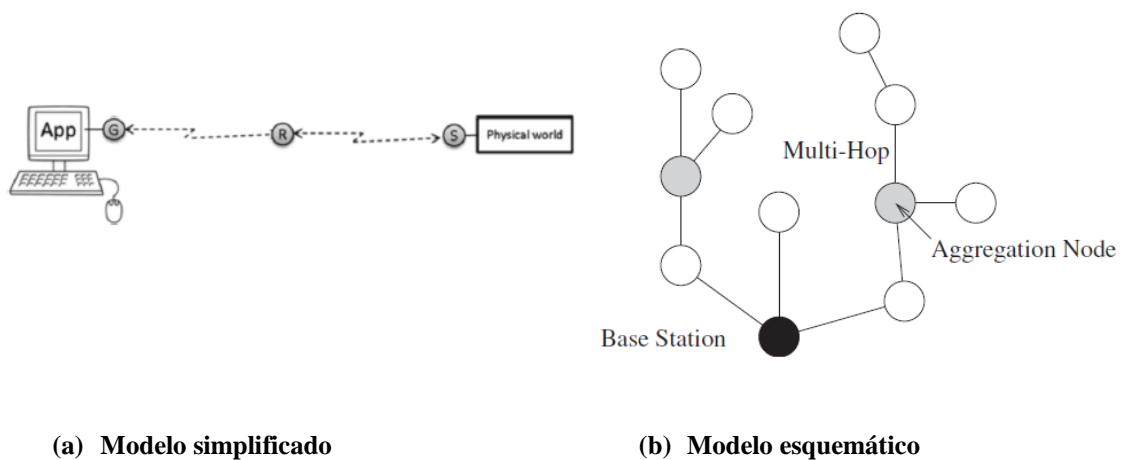 App
G
R
S
Physical world
Multi-Hop
Aggregation Node
Base Station
(a) Modelo simplificado
(b) Modelo esquemático